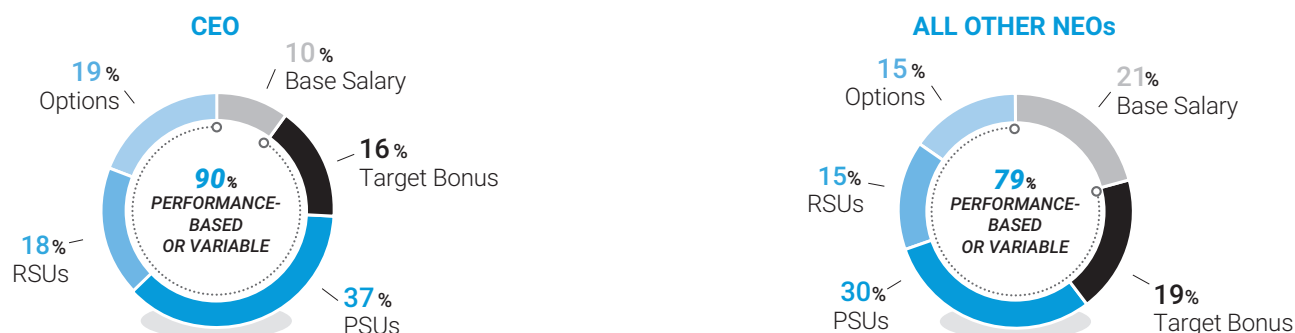 CEO
10%
Base Salary
16%
Target Bonus
37%
PSUs
18%
RSUs
19%
Options
90%
PERFORMANCE-
BASED
OR VARIABLE
ALL OTHER NEOs
21%
Base Salary
19%
Target Bonus
30%
PSUs
15%
RSUs
15%
Options
79%
PERFORMANCE-
BASED
OR VARIABLE